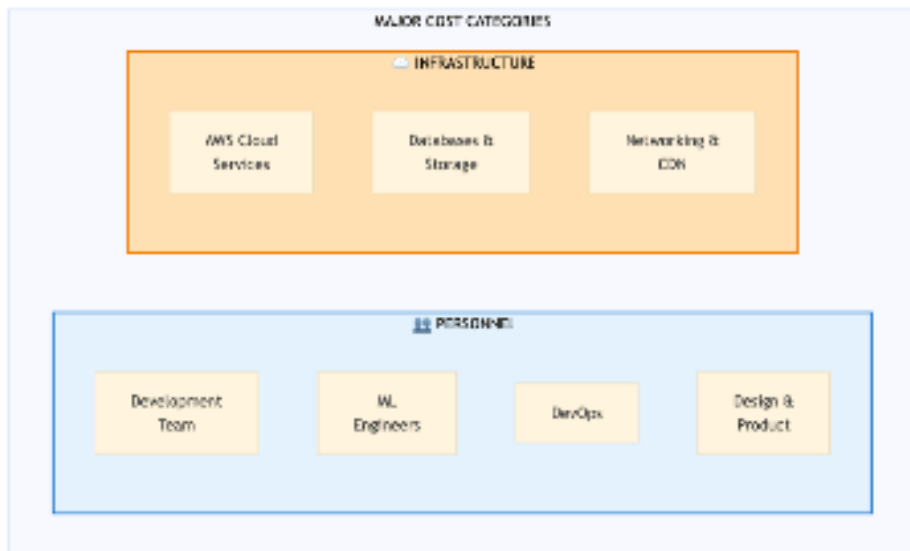 MAJOR COST CATEGORIES
☁️ INFRASTRUCTURE
AWS Cloud
Services
Databases &
Storage
Networking &
CDN
👥 PERSONNEL
Development
Team
ML
Engineers
DevOps
Design &
Product